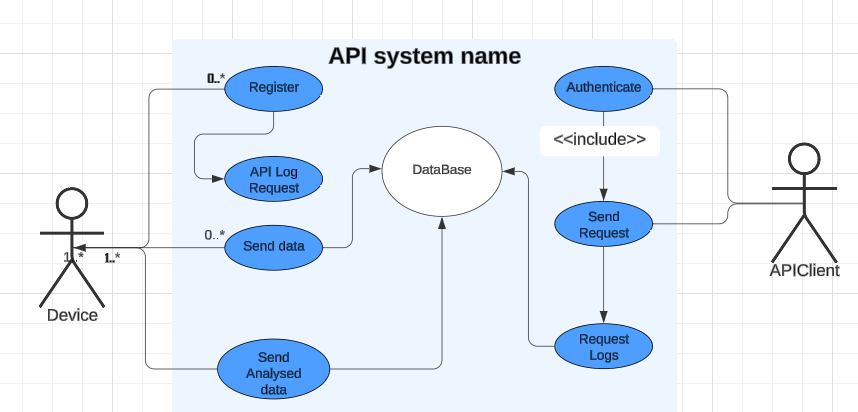 API system name
0..*
Register
Authenticate
<<include>>
API Log
Request
DataBase
0..*
Send data
Send
Request
1..*
1..*
Device
APIClient
Request
Logs
Send
Analysed
data